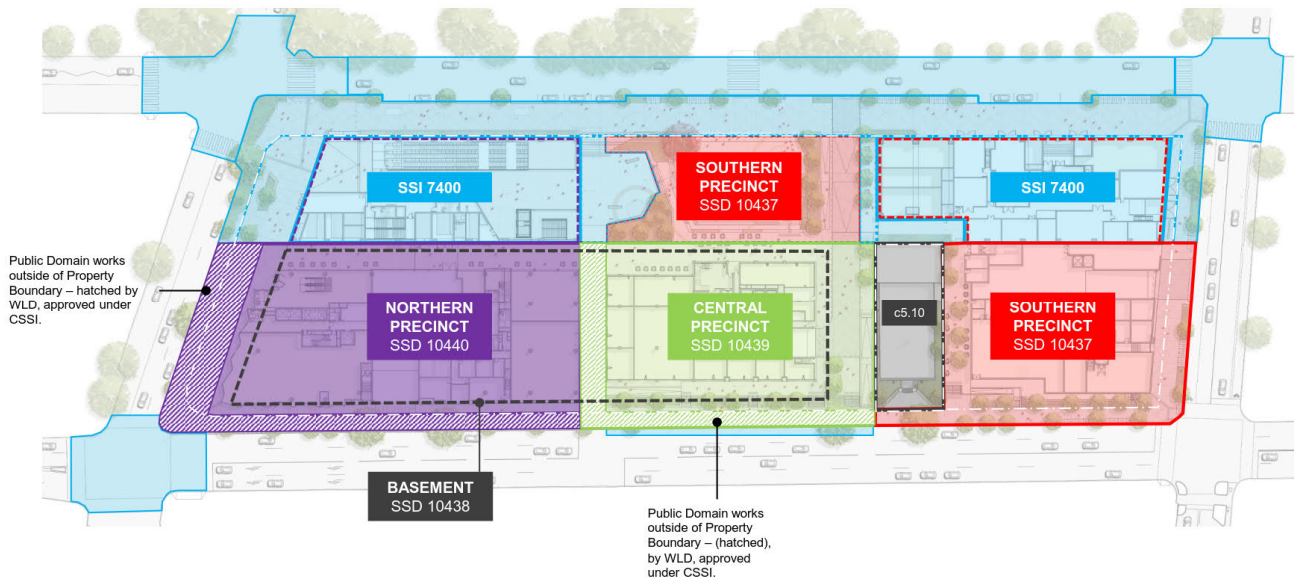 SSI 7400
SOUTHERN
PRECINCT
SSD 10437
SSI 7400
Public Domain works
outside of Property
Boundary – hatched by
WLD, approved under
CSSI.
NORTHERN
PRECINCT
SSD 10440
CENTRAL
PRECINCT
SSD 10439
c5.10
SOUTHERN
PRECINCT
SSD 10437
BASEMENT
SSD 10438
Public Domain works
outside of Property
Boundary – (hatched),
by WLD, approved
under CSSI.